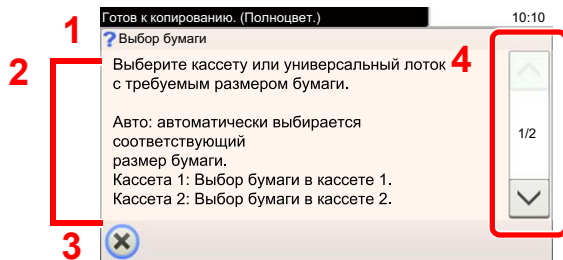 Готов к копированию. (Полноцвет.)
10:10
1
? Выбор бумаги
2
Выберите кассету или универсальный лоток
4
с требуемым размером бумаги.
Авто: автоматически выбирается
соответствующий
1/2
размер бумаги.
Кассета 1: Выбор бумаги в кассете 1.
Кассета 2: Выбор бумаги в кассете 2.
3